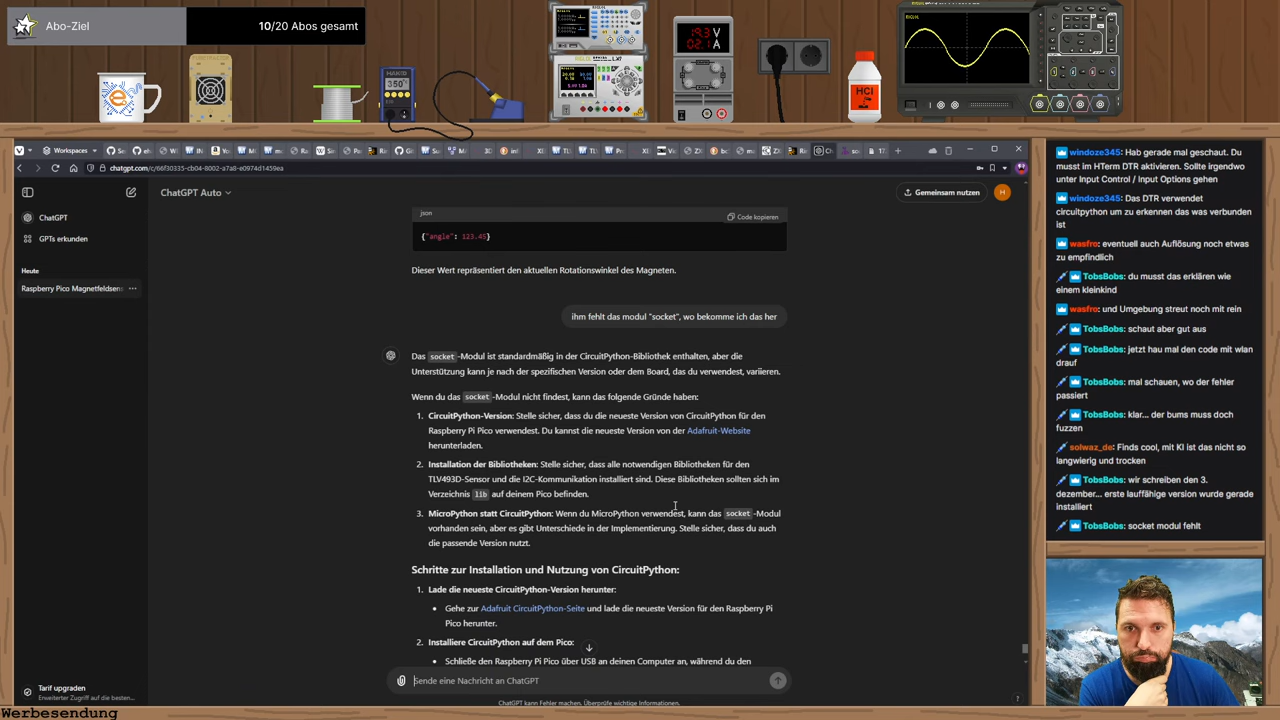 Abo-Ziel
10/20 Abos gesamt
Workspaces
chatgpt.com/c/66f30335-cb04-8002-a7a8-e0974d1459ea
ChatGPT
GPTs erkunden
Heute
Raspberry Pico Magnetfeldsen
Tarif upgraden
Erweiterter Zugriff auf die besten...
ChatGPT Auto
Gemeinsam nutzen
H
json
Code kopieren
{"angle": 123.45}
Dieser Wert repräsentiert den aktuellen Rotationswinkel des Magneten.
ihm fehlt das modul "socket", wo bekomme ich das her
Das socket-Modul ist standardmäßig in der CircuitPython-Bibliothek enthalten, aber die
Unterstützung kann je nach der spezifischen Version oder dem Board, das du verwendest, variieren.
Wenn du das socket-Modul nicht findest, kann das folgende Gründe haben:
1. CircuitPython-Version: Stelle sicher, dass du die neueste Version von CircuitPython für den
Raspberry Pi Pico verwendest. Du kannst die neueste Version von der Adafruit-Website
herunterladen.
2. Installation der Bibliotheken: Stelle sicher, dass alle notwendigen Bibliotheken für den
TLV493D-Sensor und die I2C-Kommunikation installiert sind. Diese Bibliotheken sollten sich im
Verzeichnis lib auf deinem Pico befinden.
3. MicroPython statt CircuitPython: Wenn du MicroPython verwendest, kann das socket-Modul
vorhanden sein, aber es gibt Unterschiede in der Implementierung. Stelle sicher, dass du auch
die passende Version nutzt.
Schritte zur Installation und Nutzung von CircuitPython:
1. Lade die neueste CircuitPython-Version herunter:
• Gehe zur Adafruit CircuitPython-Seite und lade die neueste Version für den Raspberry Pi
Pico herunter.
2. Installiere CircuitPython auf dem Pico:
• Schließe den Raspberry Pi Pico über USB an deinen Computer an, während du den
Sende eine Nachricht an ChatGPT
ChatGPT kann Fehler machen. Überprüfe wichtige Informationen.
windoze345: Hab gerade mal geschaut. Du
musst im HTerm DTR aktivieren. Sollte irgendwo
unter Input Control / Input Options gehen
windoze345: Das DTR verwendet
circuitpython um zu erkennen das was verbunden
ist
wasfro: eventuell auch Auflösung noch etwas
zu empfindlich
TobsBobs: du musst das erklären wie
einem kleinkind
wasfro: und Umgebung streut noch mit rein
TobsBobs: schaut aber gut aus
TobsBobs: jetzt hau mal den code mit wlan
drauf
TobsBobs: mal schauen, wo der fehler
passiert
TobsBobs: klar... der bums muss doch
fuzzen
solwaz_de: Finds cool, mit KI ist das nicht so
langwierig und trocken
TobsBobs: wir schreiben den 3.
dezember... erste lauffähige version wurde gerade
installiert
TobsBobs: socket modul fehlt
HCl
Werbesendung